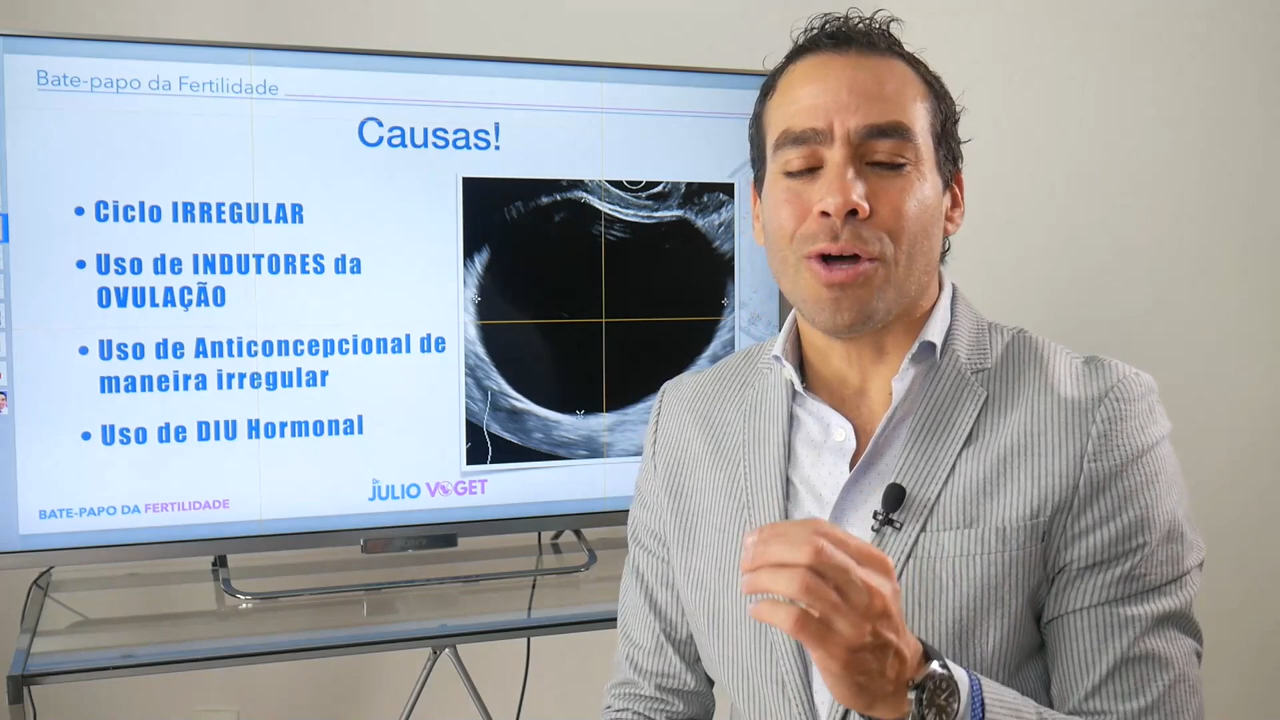 Bate-papo da Fertilidade
Causas!
• Ciclo IRREGULAR
• Uso de INDUTORES da
OVULAÇÃO
• Uso de Anticoncepcional de
maneira irregular
• Uso de DIU Hormonal
BATE-PAPO DA FERTILIDADE
Dr.
JULIO VOGET